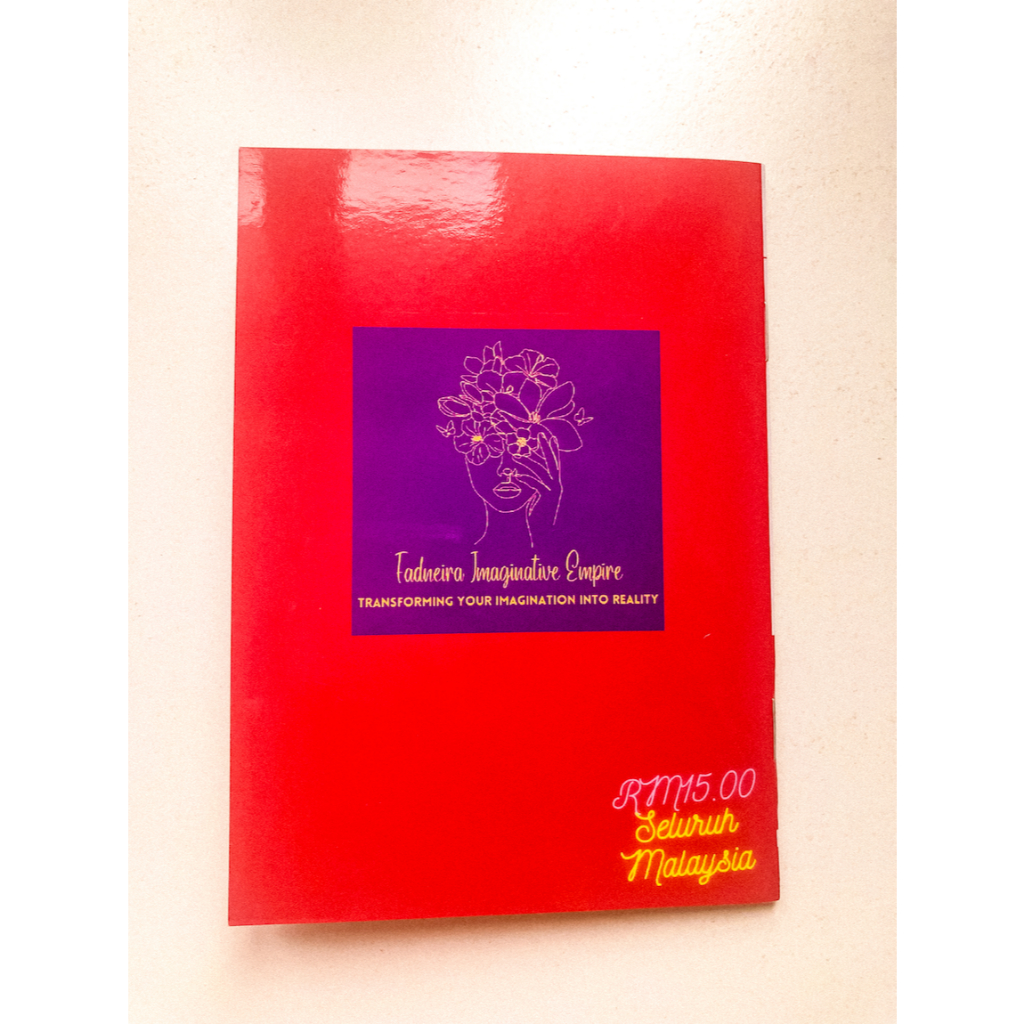 Fadneira Imaginative Empire
TRANSFORMING YOUR IMAGINATION INTO REALITY
RM15.00
Seluruh
Malaysia